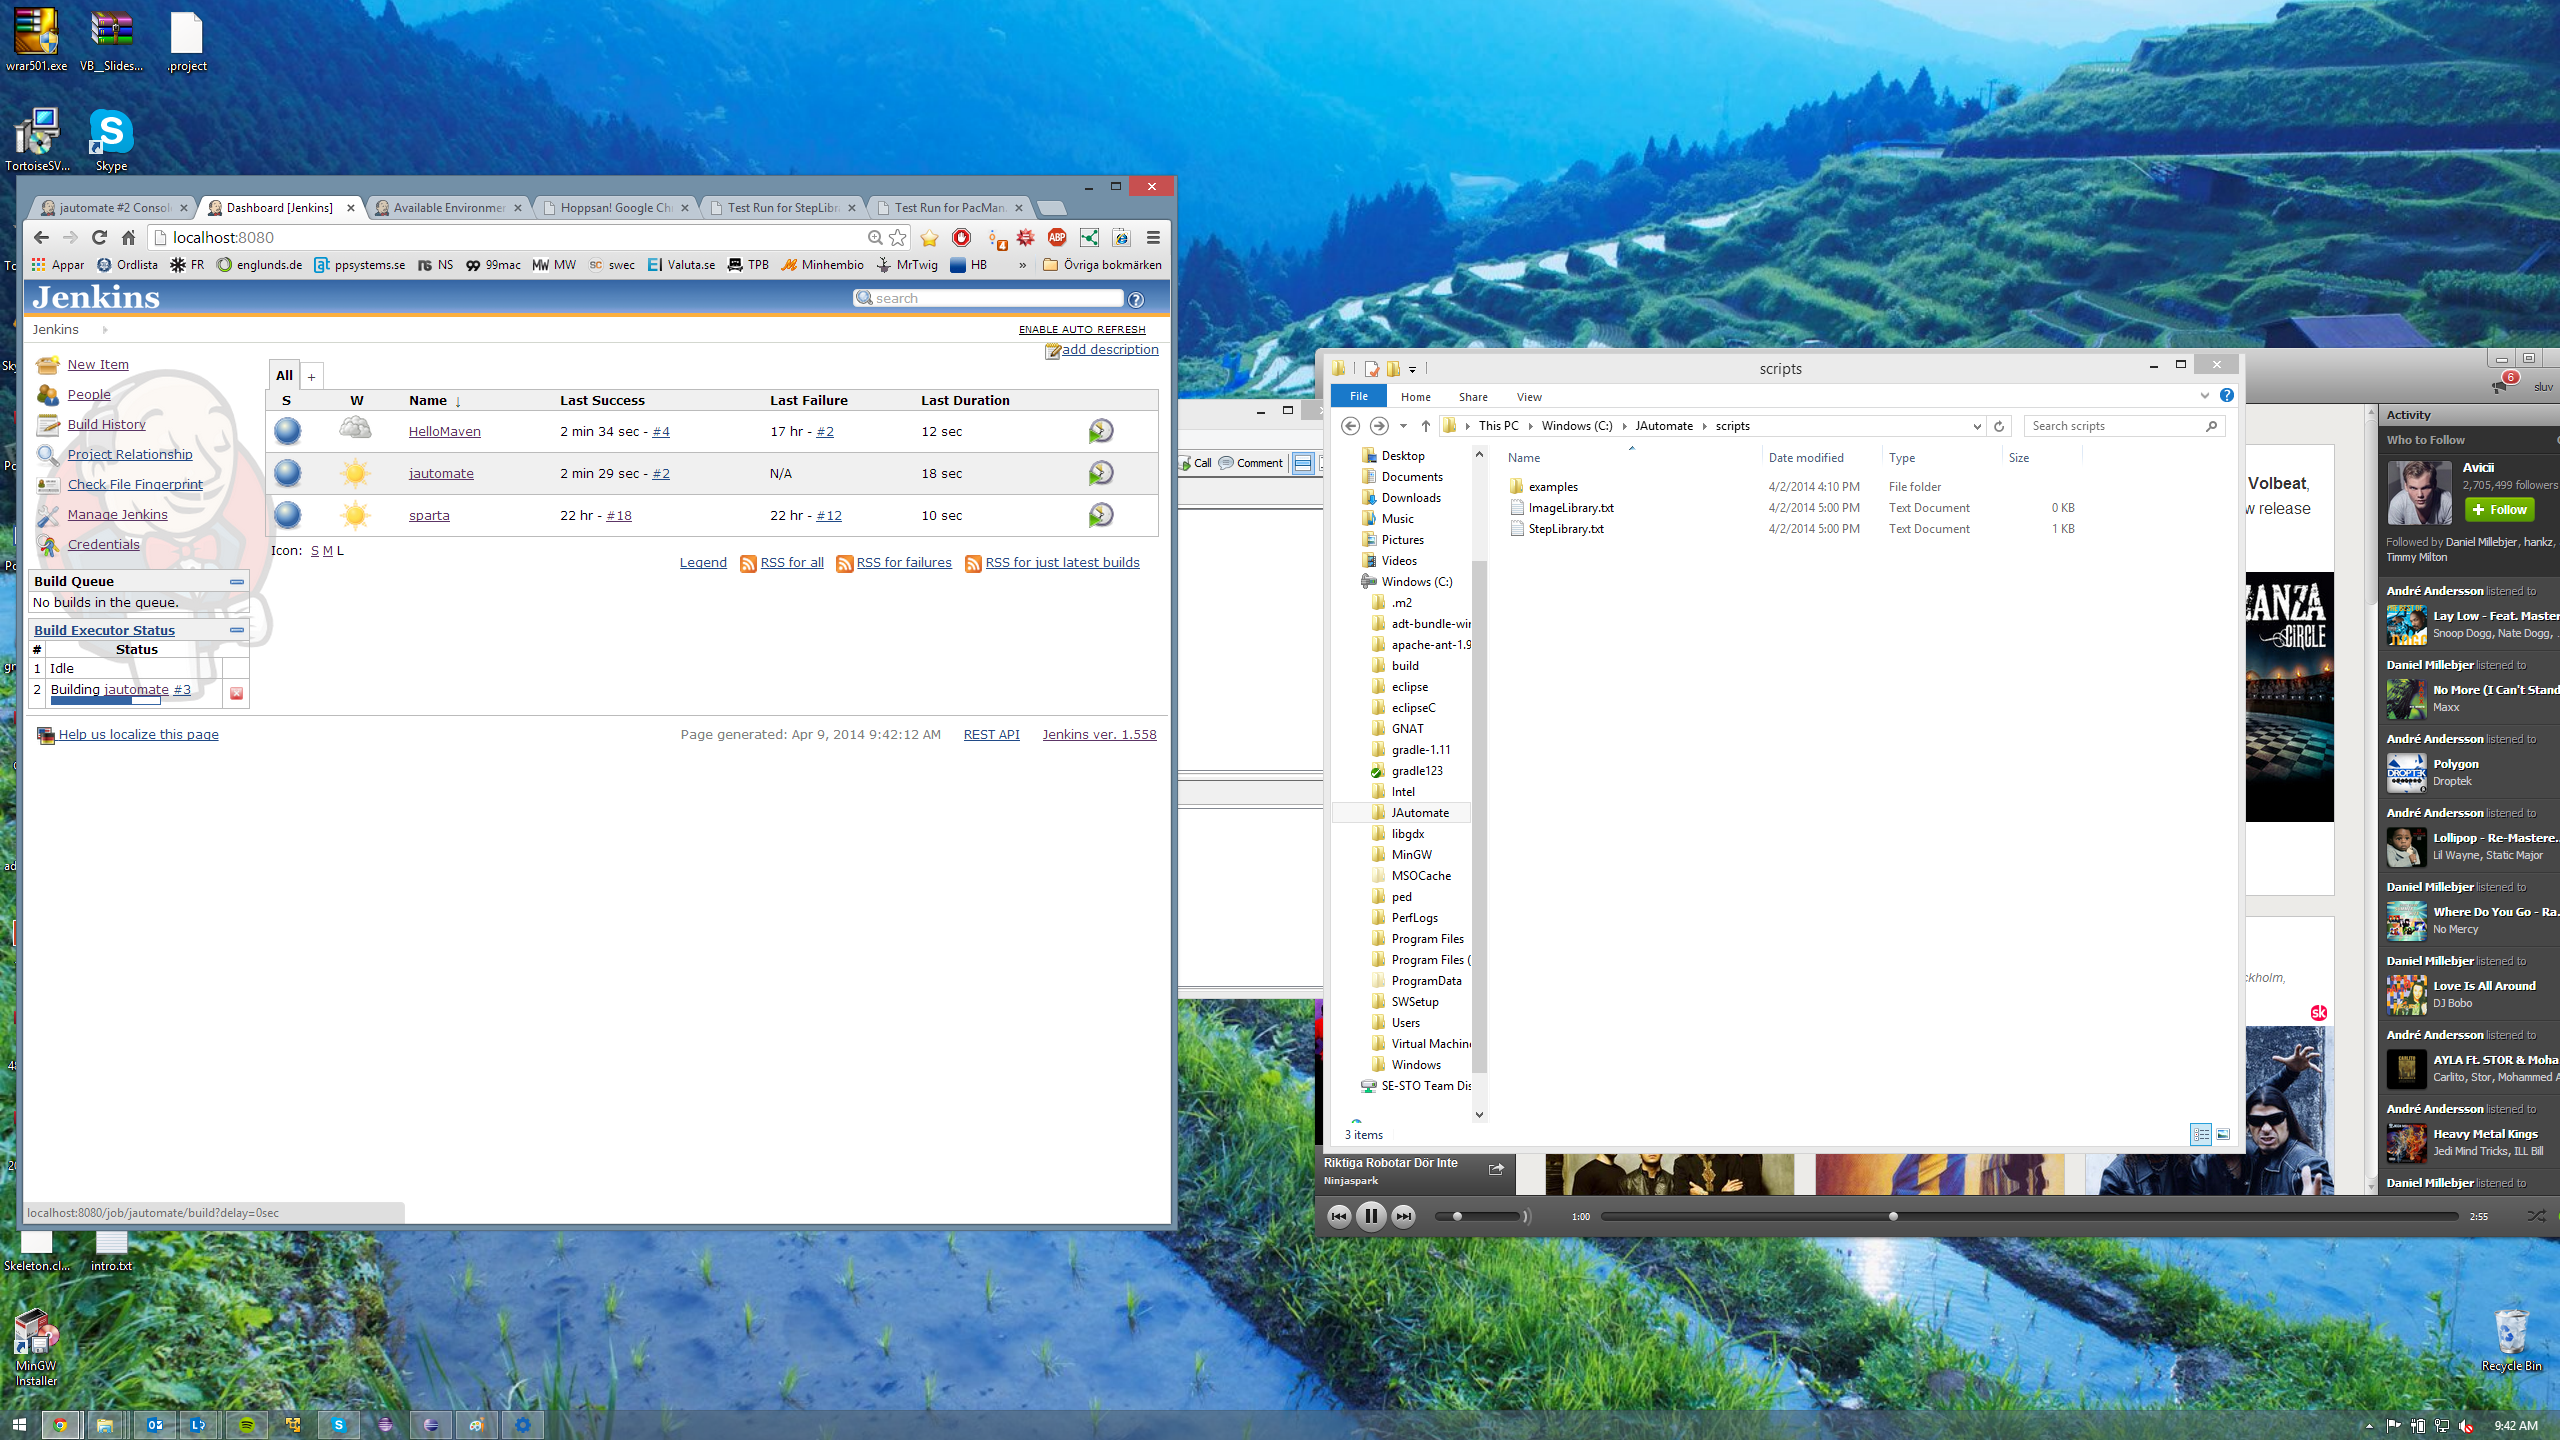 wrar501.exe
VB_Slides...
.project
TortoiseSV...
Skype
jautomate #2 Consol
Dashboard [Jenkins]
Available Environmen
Hoppsan! Google Ch
Test Run for StepLibr
Test Run for PacMan
localhost:8080
4
ABP
Appar
Ordlista
FR
englunds.de
ppsystems.se
NS
99mac
MW
swec
Valuta.se
TPB
Minhembio
MrTwig
HB
»
Övriga bokmärken
Jenkins
search
Jenkins
ENABLE AUTO REFRESH
add description
New Item
People
Build History
Project Relationship
Check File Fingerprint
Manage Jenkins
Credentials
All
+
S W Name ↓ Last Success Last Failure Last Duration
HelloMaven 2 min 34 sec - #4 17 hr - #2 12 sec
jautomate 2 min 29 sec - #2 N/A 18 sec
sparta 22 hr - #18 22 hr - #12 10 sec
Icon: S M L
Legend RSS for all RSS for failures RSS for just latest builds
Build Queue
No builds in the queue.
Build Executor Status
# Status
1 Idle
2 Building jautomate #3
Help us localize this page
Page generated: Apr 9, 2014 9:42:12 AM REST API Jenkins ver. 1.558
localhost:8080/job/jautomate/build?delay=0sec
Call Comment
scripts
File Home Share View
This PC Windows (C:) JAutomate scripts
Search scripts
Name Date modified Type Size
examples 4/2/2014 4:10 PM File folder
ImageLibrary.txt 4/2/2014 5:00 PM Text Document 0 KB
StepLibrary.txt 4/2/2014 5:00 PM Text Document 1 KB
Desktop
Documents
Downloads
Music
Pictures
Videos
Windows (C:)
.m2
adt-bundle-wir
apache-ant-1.9
build
eclipse
eclipseC
GNAT
gradle-1.11
gradle123
Intel
JAutomate
libgdx
MinGW
MSOCache
ped
PerfLogs
Program Files
Program Files (
ProgramData
SWSetup
Users
Virtual Machin
Windows
SE-STO Team Dis
3 items
6
sluv
Activity
Who to Follow
Avicii
2,705,499 followers
Follow
Followed by Daniel Millebjer, hankz,
Timmy Milton
Volbeat,
w release
ANZA
CIRCLE
ckholm,
sk
André Andersson listened to
Lay Low - Feat. Master
Snoop Dogg, Nate Dogg,
Daniel Millebjer listened to
No More (I Can't Stand
Maxx
André Andersson listened to
Polygon
Droptek
André Andersson listened to
Lollipop - Re-Mastere...
Lil Wayne, Static Major
Daniel Millebjer listened to
Where Do You Go - Ra...
No Mercy
Daniel Millebjer listened to
Love Is All Around
DJ Bobo
André Andersson listened to
AYLA Ft. STOR & Moha
Carlito, Stor, Mohammed A
André Andersson listened to
Heavy Metal Kings
Jedi Mind Tricks, ILL Bill
Daniel Millebjer listened to
Riktiga Robotar Dör Inte
Ninjaspark
1:00
2:55
Skeleton.cl...
intro.txt
MinGW
Installer
Recycle Bin
9:42 AM